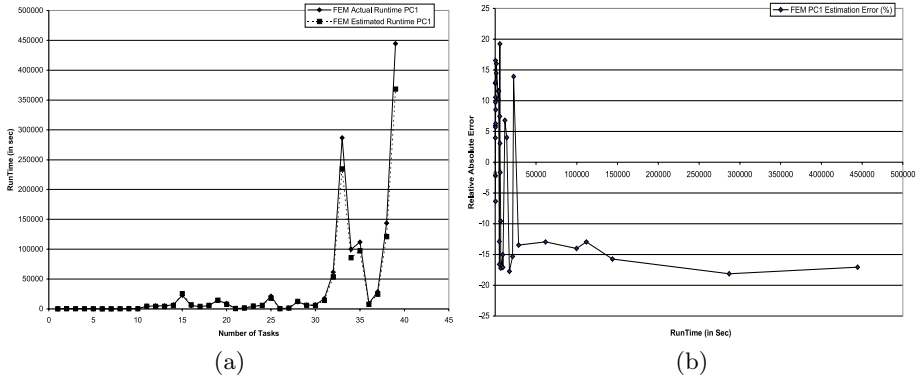 FEM Actual Runtime PC1
FEM Estimated Runtime PC1
500000
450000
400000
350000
300000
250000
200000
150000
100000
50000
0
RunTime (in sec)
0 5 10 15 20 25 30 35 40 45
Number of Tasks
(a)
FEM PC1 Estimation Error (%)
25
20
15
10
5
0
−5
−10
−15
−20
−25
Relative Absolute Error
50000 100000 150000 200000 250000 300000 350000 400000 450000 500000
RunTime (in Sec)
(b)